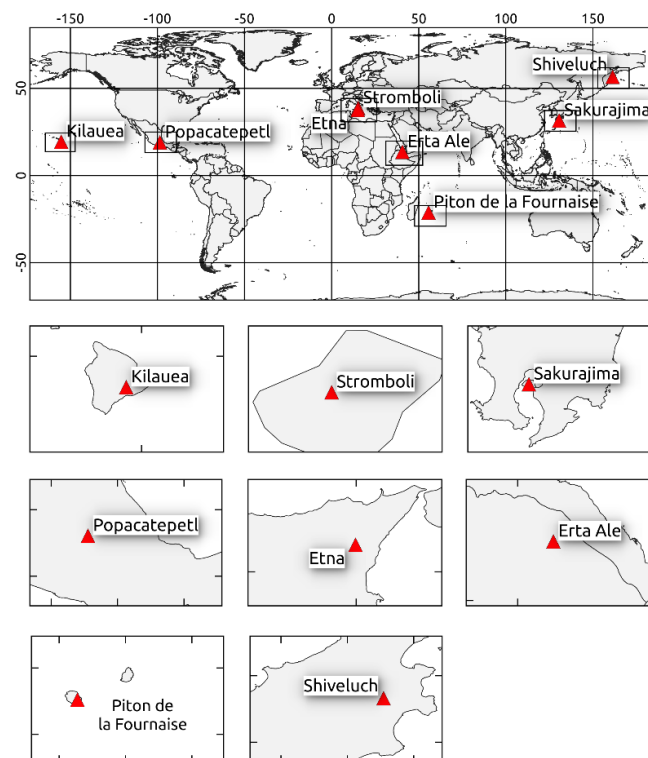 -150
-100
-50
0
50
100
150
Shiveluch
50
Stromboli
Sakurajima
Etna
Kilauea
Popacatepetl
Erta Ale
0
Piton de la Fournaise
-50
Kilauea
Stromboli
Sakurajima
Popacatepetl
Etna
Erta Ale
Piton de
la Fournaise
Shiveluch